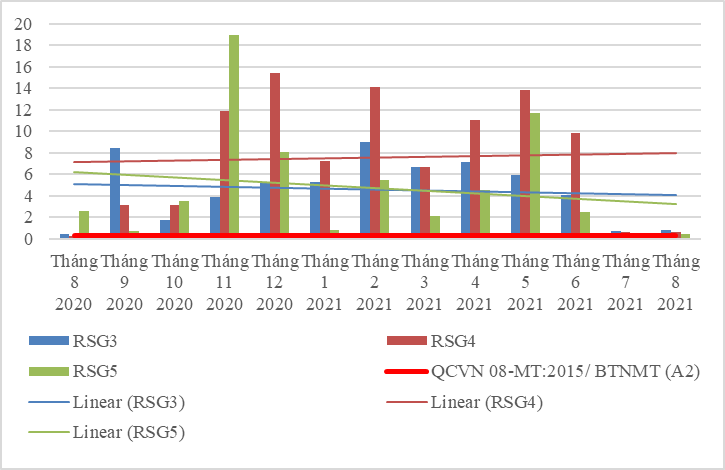 20
18
16
14
12
10
8
6
4
2
0
Tháng Tháng Tháng Tháng Tháng Tháng Tháng Tháng Tháng Tháng Tháng Tháng Tháng
8 9 10 11 12 1 2 3 4 5 6 7 8
2020 2020 2020 2020 2020 2021 2021 2021 2021 2021 2021 2021 2021
RSG3 RSG4
RSG5 QCVN 08-MT:2015/ BTNMT (A2)
Linear (RSG3) Linear (RSG4)
Linear (RSG5)